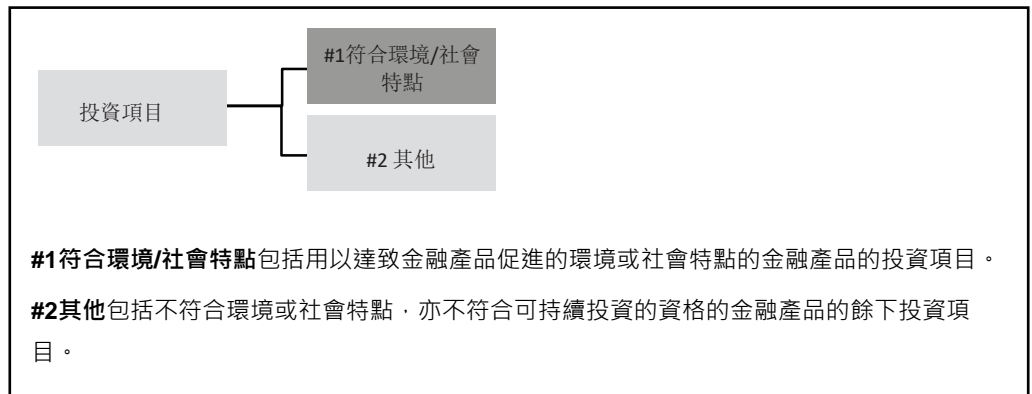 #1符合環境/社會
特點
投資項目
#2 其他
#1符合環境/社會特點包括用以達致金融產品促進的環境或社會特點的金融產品的投資項目。
#2其他包括不符合環境或社會特點，亦不符合可持續投資的資格的金融產品的餘下投資項
目。